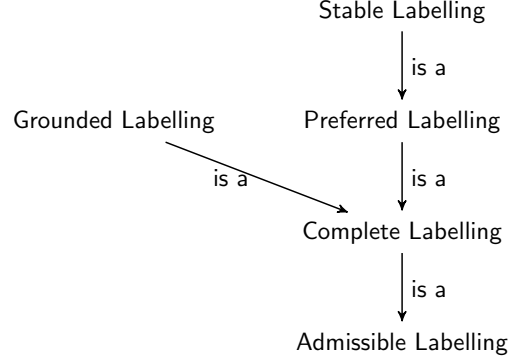 Stable Labelling
is a
Grounded Labelling
Preferred Labelling
is a
is a
Complete Labelling
is a
Admissible Labelling